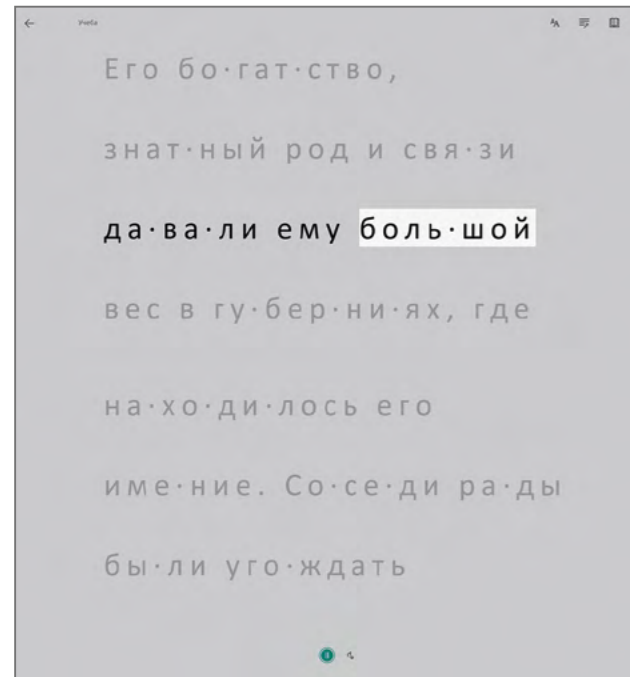 Учеба
Его бо·гат·ство,
знат·ный род и свя·зи
да·ва·ли ему боль·шой
вес в гу·бер·ни·ях, где
на·хо·ди·лось его
име·ние. Со·се·ди ра·ды
бы·ли уго·ждать